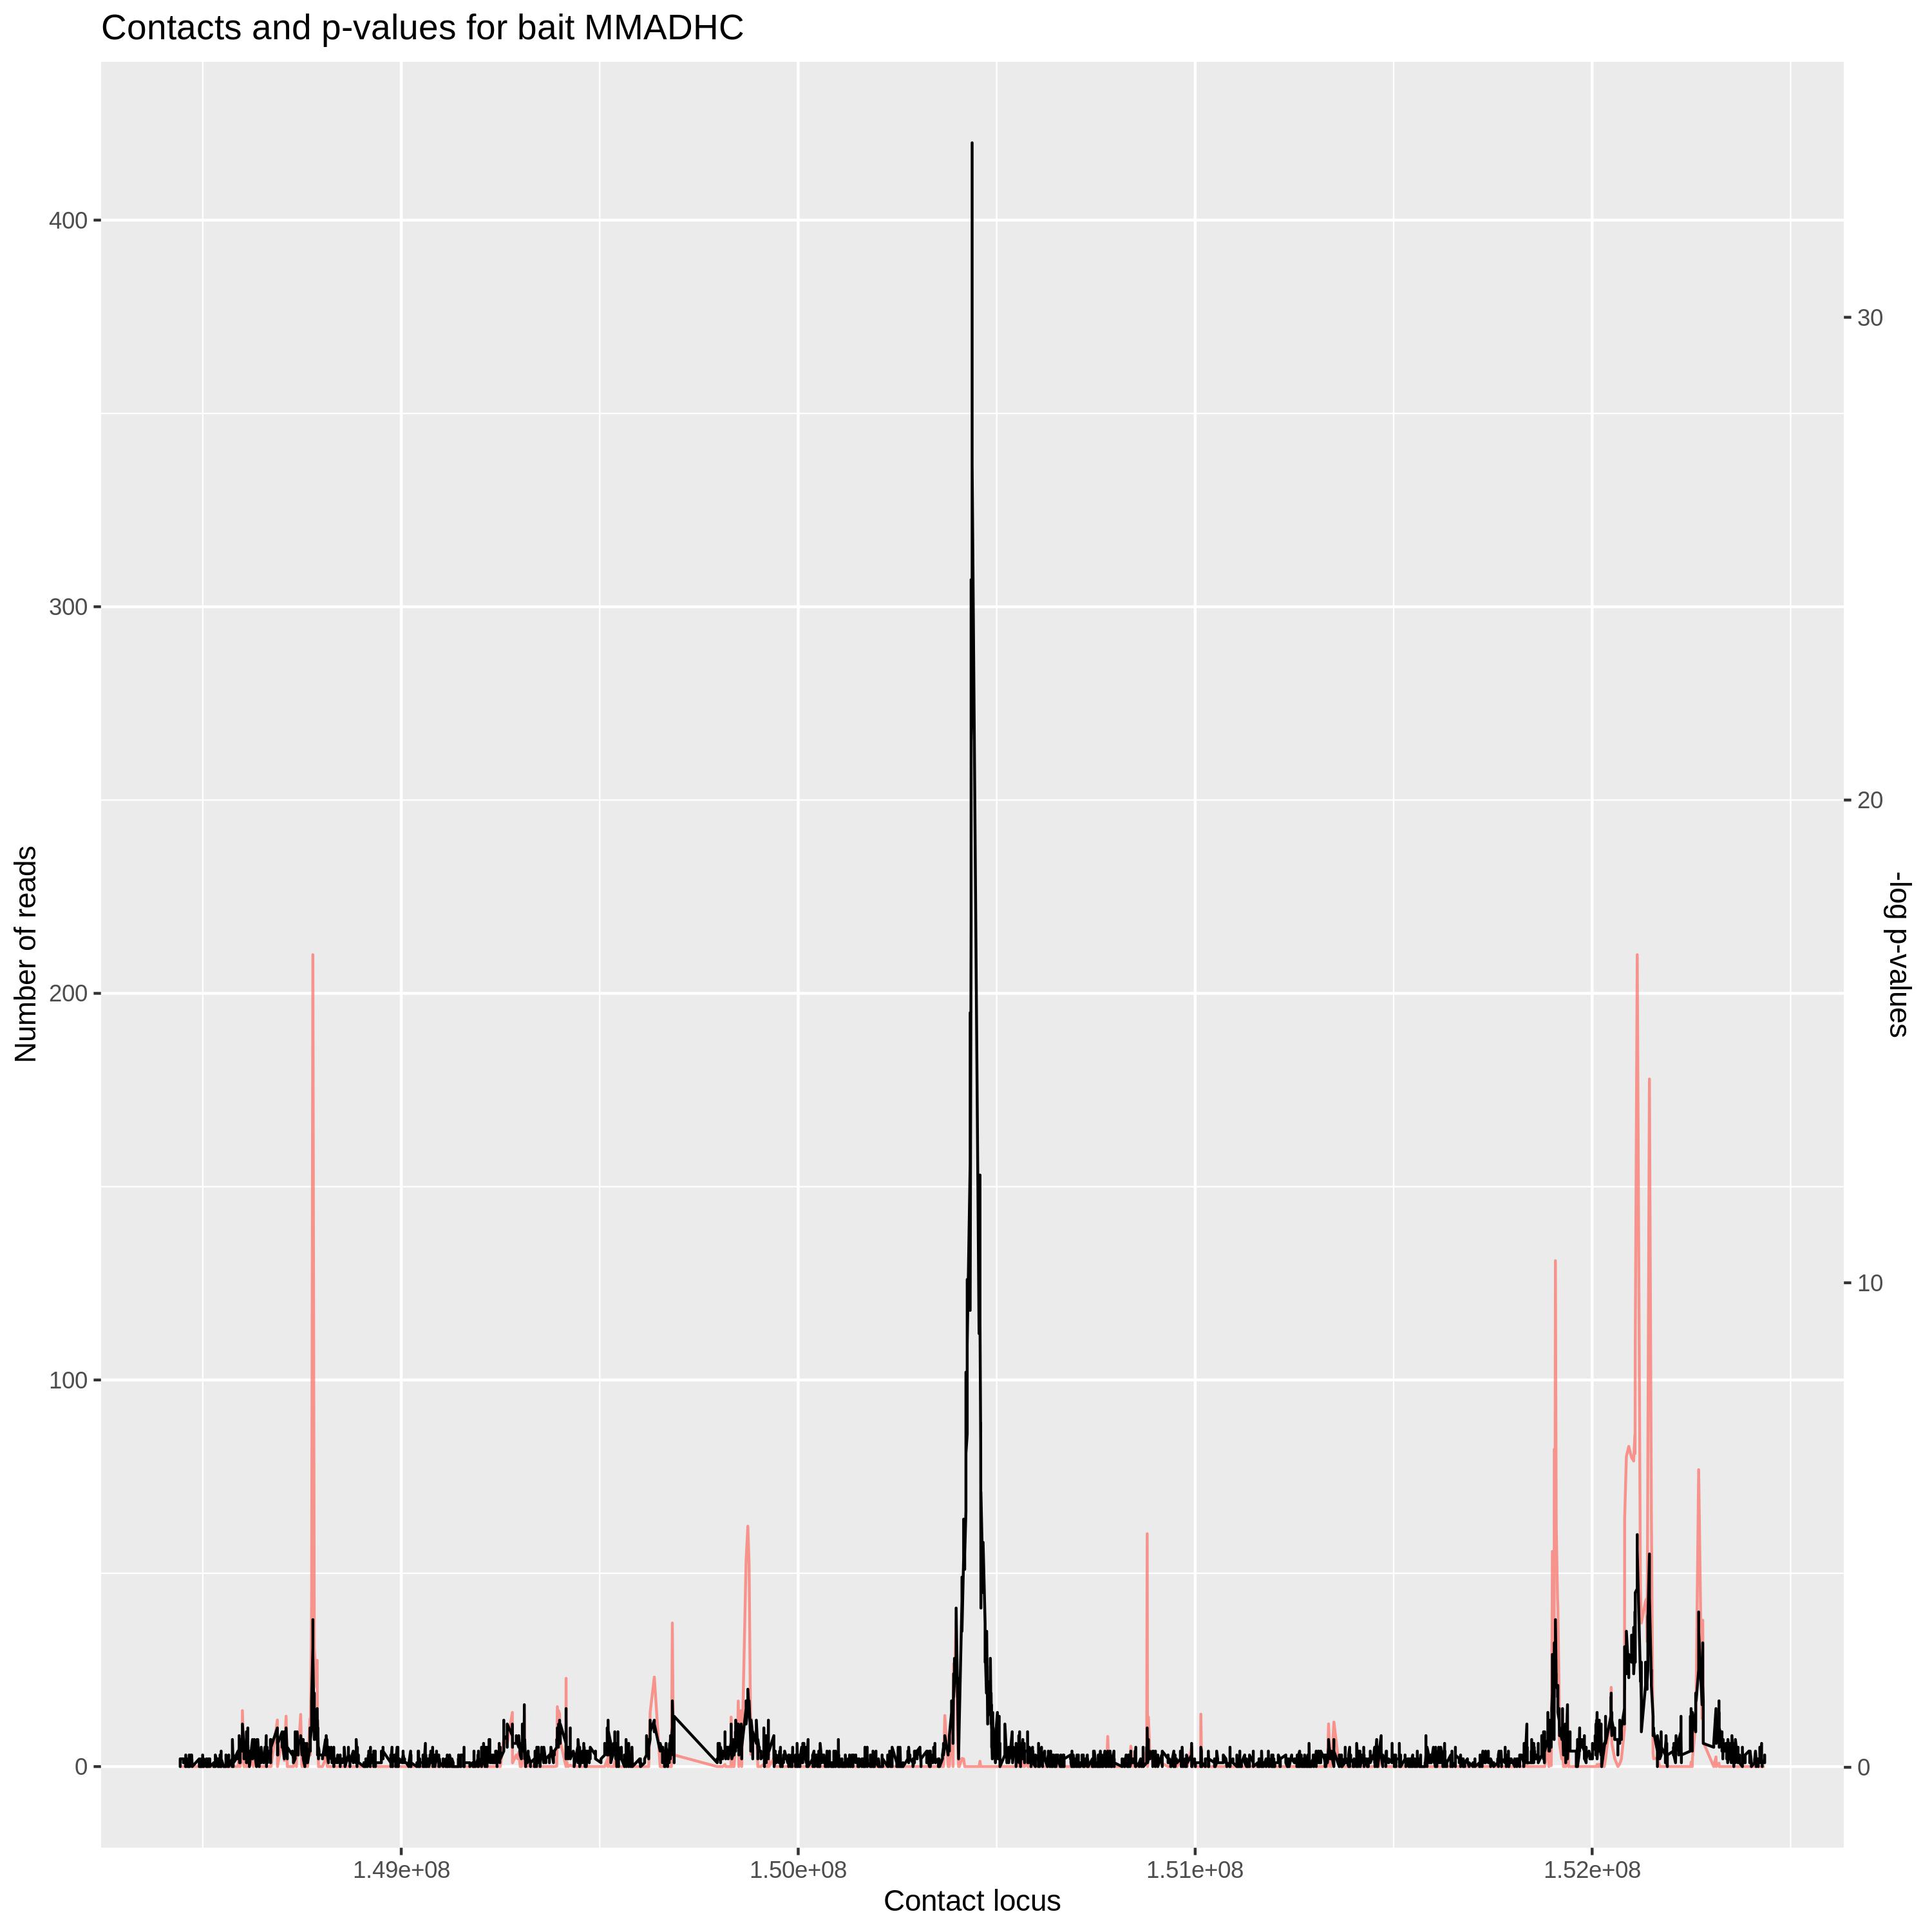 Contacts and p-values for bait MMADHC
400
300
200
100
0
Number of reads
30
20
10
0
-log p-values
1.49e+08
1.50e+08
1.51e+08
1.52e+08
Contact locus